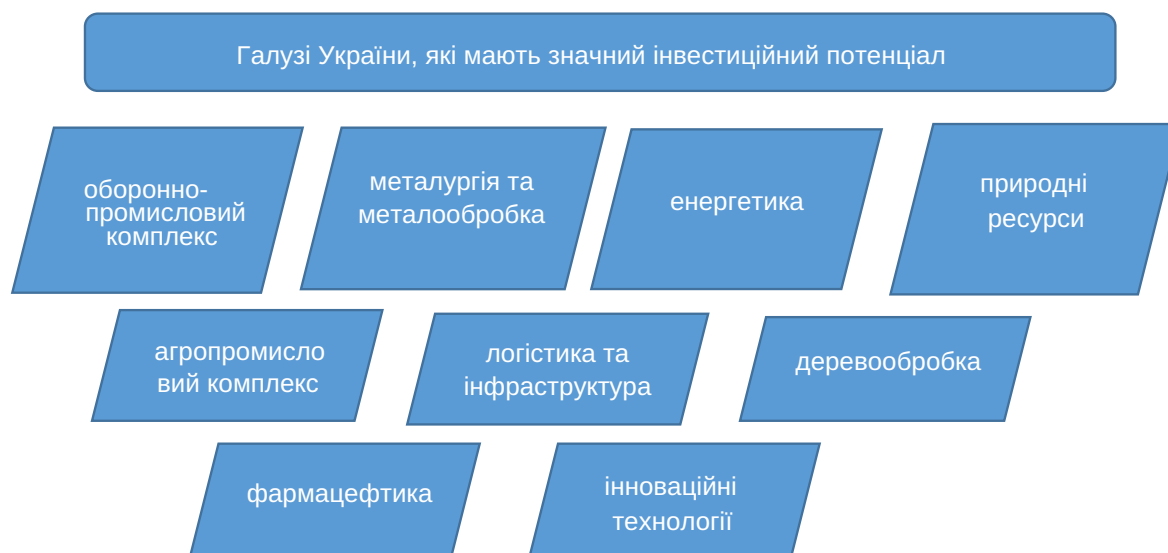 Галузі України, які мають значний інвестиційний потенціал
оборонно-
промисловий
комплекс
металургія та
металообробка
енергетика
природні
ресурси
агропромисло
вий комплекс
логістика та
інфраструктура
деревообробка
фармацефтика
інноваційні
технології